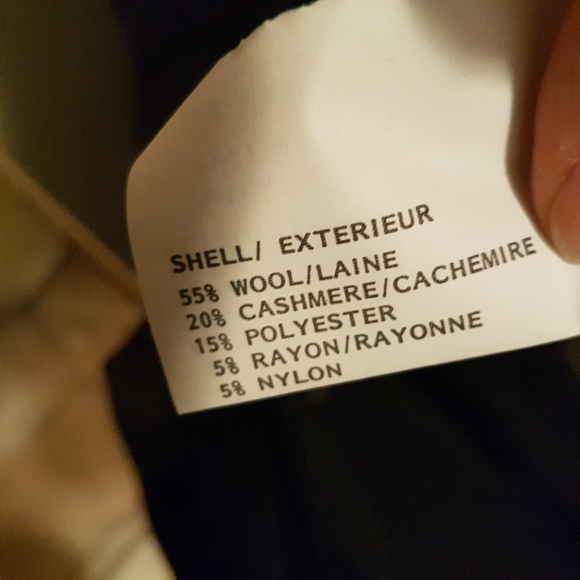 SHELL/ EXTERIEUR
55% WOOL/LAINE
20% CASHMERE/CACHEMIRE
15% POLYESTER
5% RAYON/RAYONNE
5% NYLON